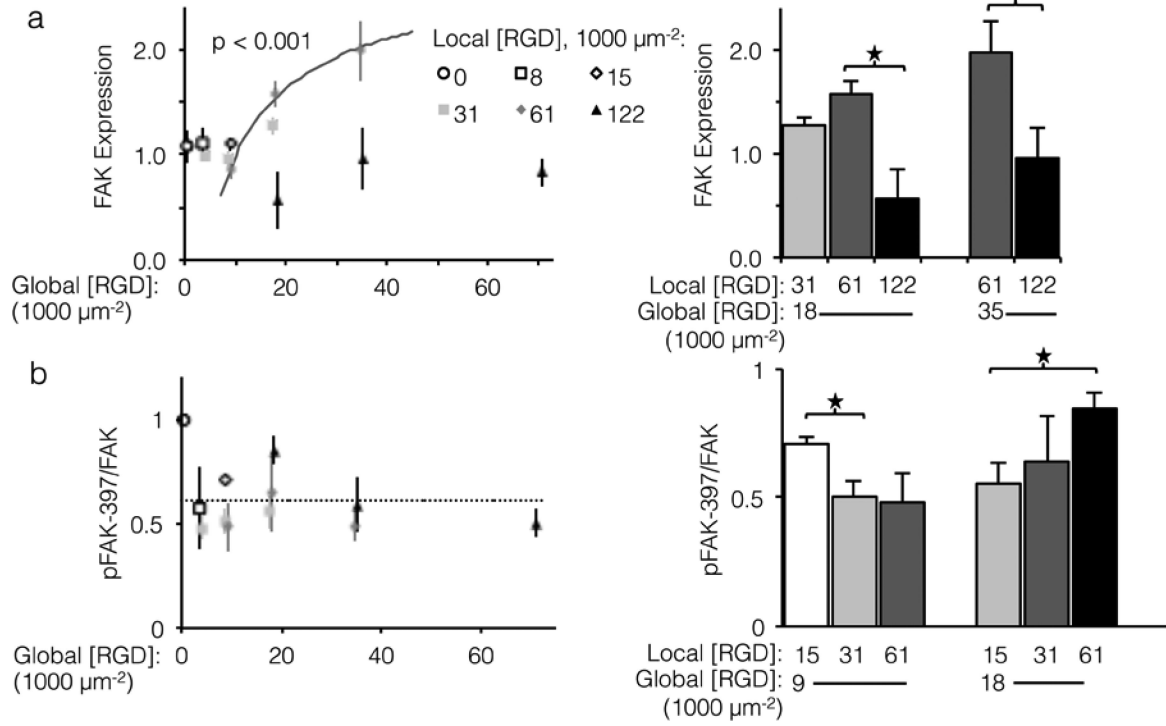 a
FAK Expression
2.0
1.0
0.0
p < 0.001
Local [RGD], 1000 µm-2:
0 8 15
31 61 122
0 20 40 60
Global [RGD]:
(1000 µm-2)
FAK Expression
2.0
1.0
0.0
Local [RGD]: 31 61 122 61 122
Global [RGD]: 18 35
(1000 µm-2)
b
pFAK-397/FAK
1
0.5
0
Global [RGD]: 0 20 40 60
(1000 µm-2)
pFAK-397/FAK
1
0.5
0
Local [RGD]: 15 31 61 15 31 61
Global [RGD]: 9 18
(1000 µm-2)